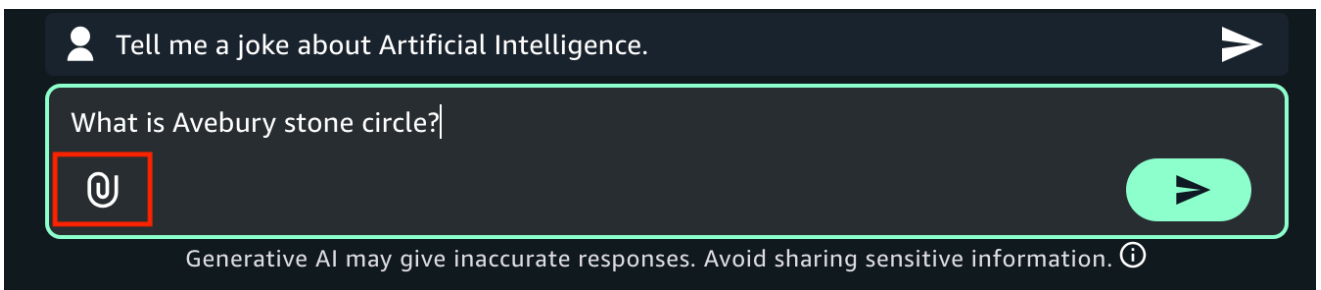 Tell me a joke about Artificial Intelligence.
What is Avebury stone circle?
Generative AI may give inaccurate responses. Avoid sharing sensitive information.